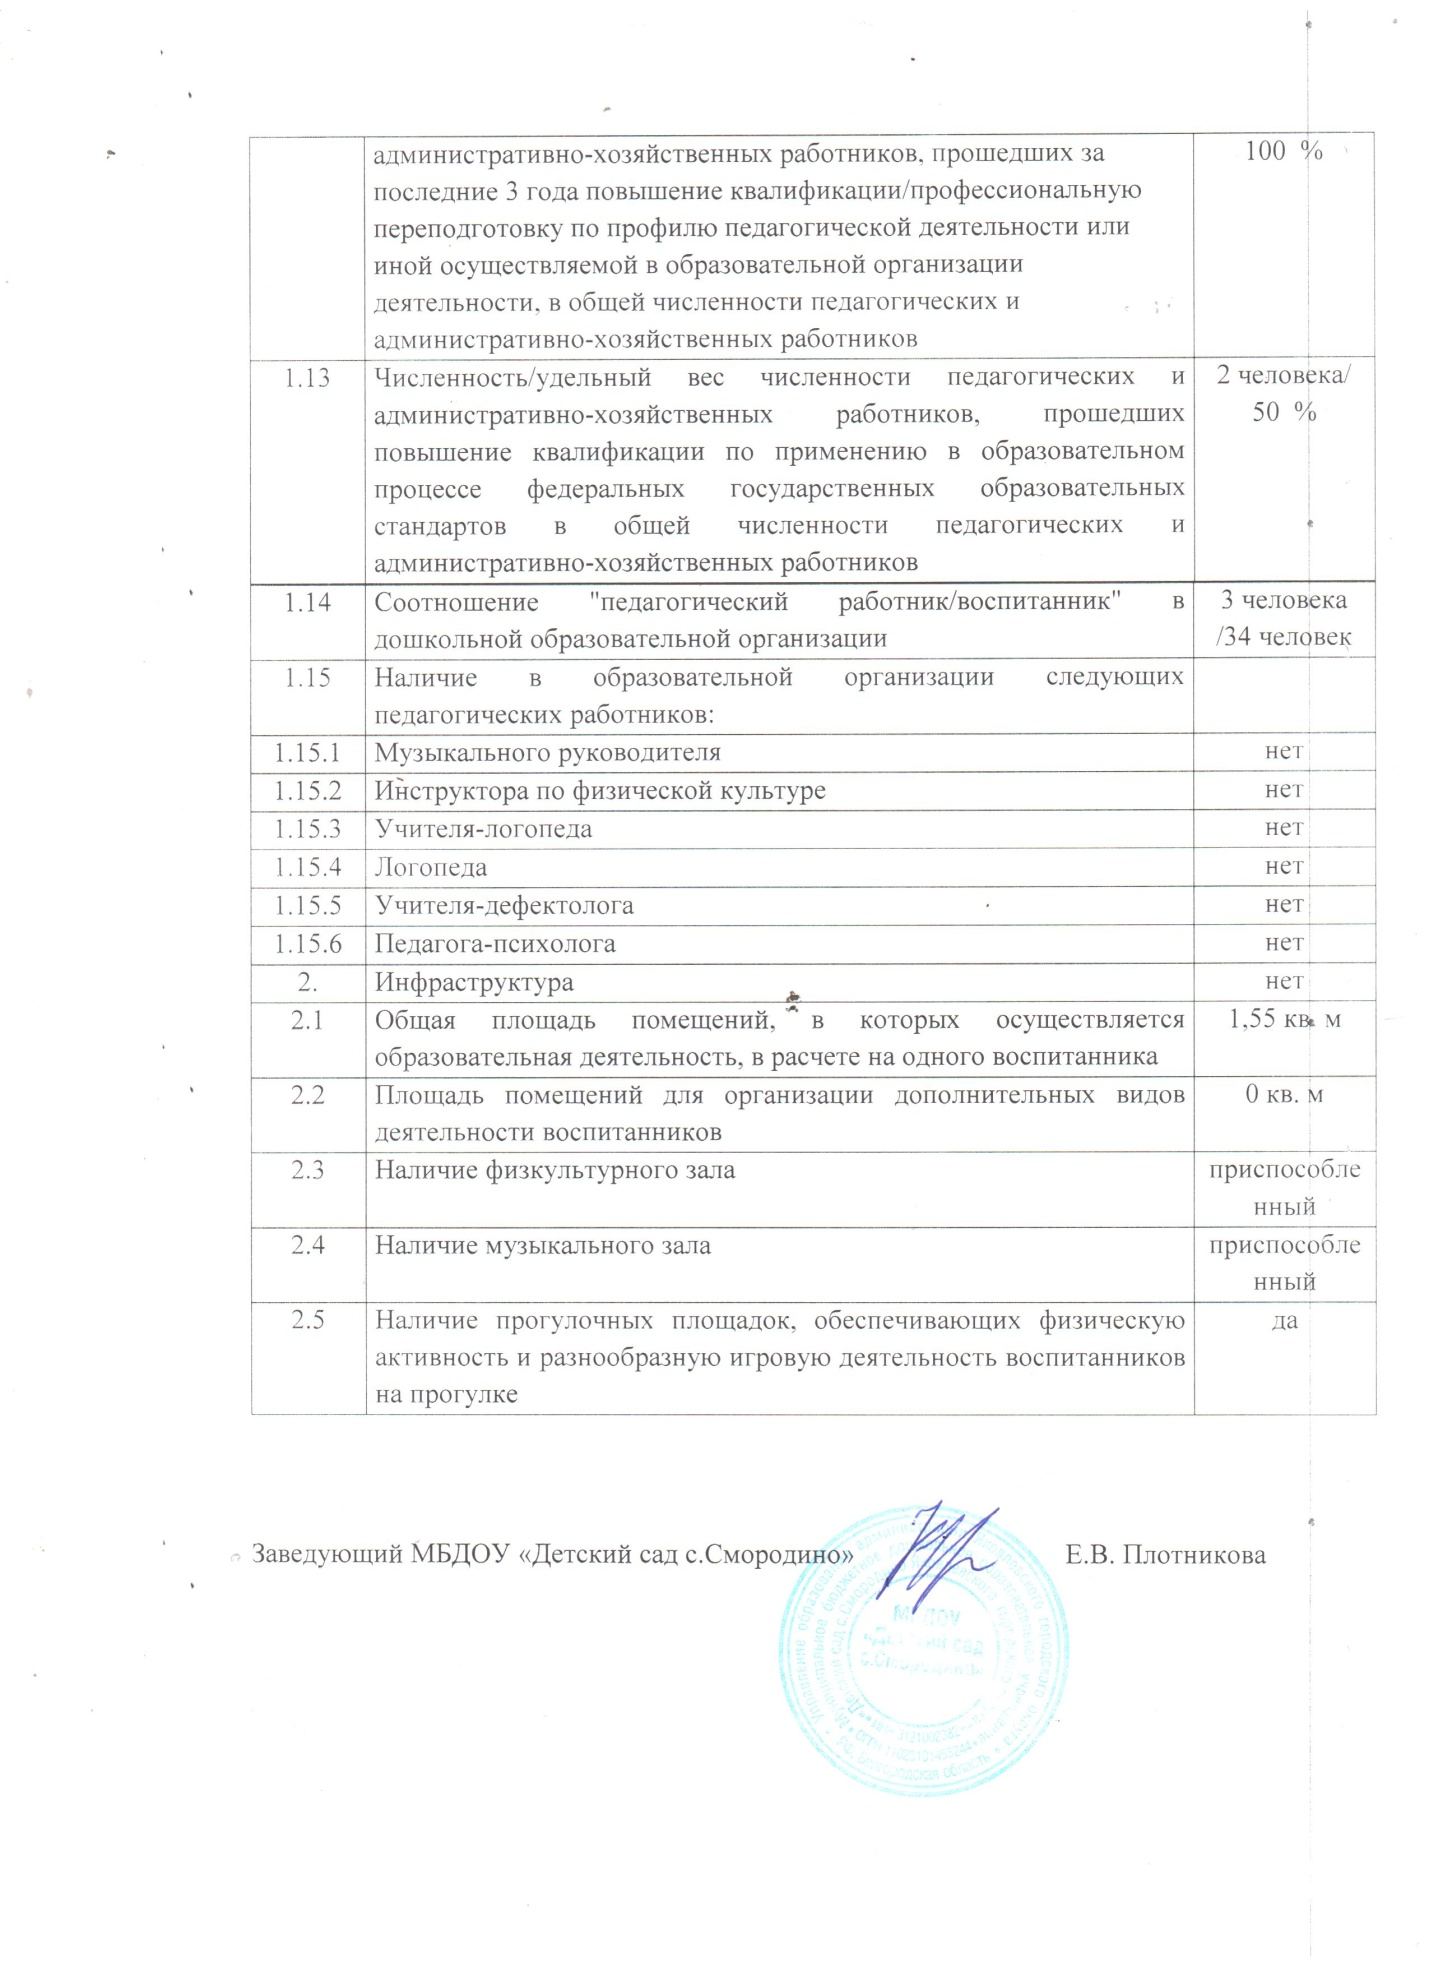 административно-хозяйственных работников, прошедших за 100 %
последние 3 года повышение квалификации/профессиональную
переподготовку по профилю педагогической деятельности или
иной осуществляемой в образовательной организации
деятельности, в общей численности педагогических и
административно-хозяйственных работников
1.13 Численность/удельный вес численности педагогических и 2 человека/
административно-хозяйственных работников, прошедших 50 %
повышение квалификации по применению в образовательном
процессе федеральных государственных образовательных
стандартов в общей численности педагогических и
административно-хозяйственных работников
1.14 Соотношение "педагогический работник/воспитанник" в 3 человека
дошкольной образовательной организации /34 человек
1.15 Наличие в образовательной организации следующих
педагогических работников:
1.15.1 Музыкального руководителя нет
1.15.2 Инструктора по физической культуре нет
1.15.3 Учителя-логопеда нет
1.15.4 Логопеда нет
1.15.5 Учителя-дефектолога нет
1.15.6 Педагога-психолога нет
2. Инфраструктура нет
2.1 Общая площадь помещений, в которых осуществляется 1,55 кв. м
образовательная деятельность, в расчете на одного воспитанника
2.2 Площадь помещений для организации дополнительных видов 0 кв. м
деятельности воспитанников
2.3 Наличие физкультурного зала приспособле
нный
2.4 Наличие музыкального зала приспособле
нный
2.5 Наличие прогулочных площадок, обеспечивающих физическую да
активность и разнообразную игровую деятельность воспитанников
на прогулке
Заведующий МБДОУ «Детский сад с.Смородино» Е.В. Плотникова
МБДОУ
«Детский сад
с.Смородино»